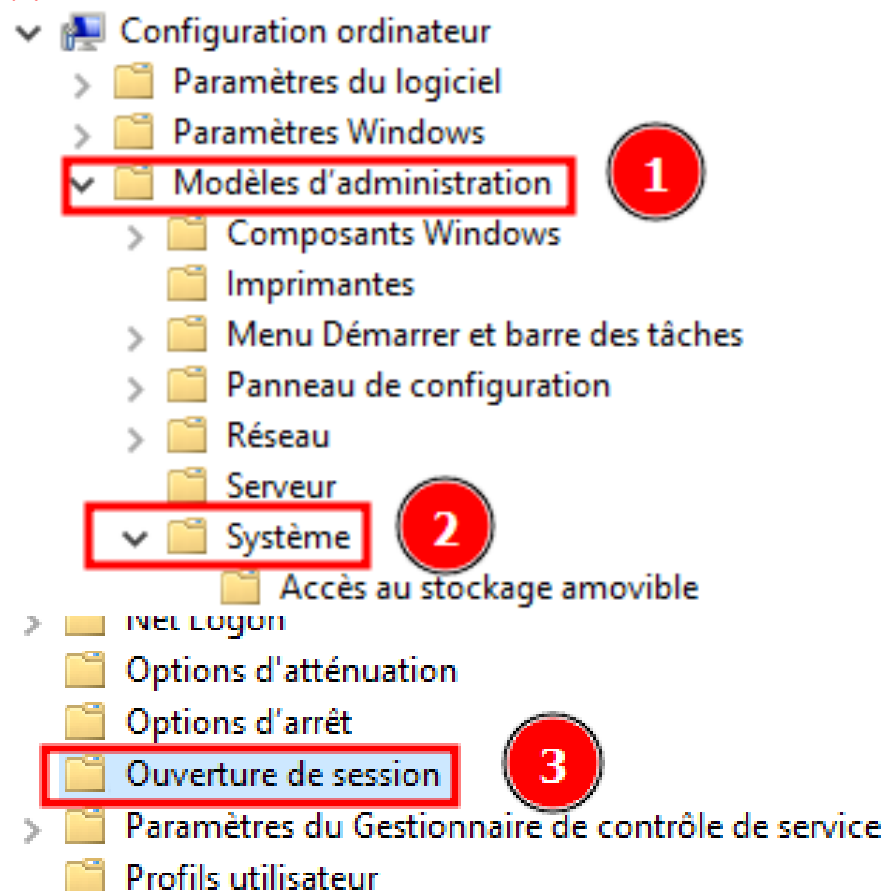 Configuration ordinateur
Paramètres du logiciel
Paramètres Windows
Modèles d'administration
1
Composants Windows
Imprimantes
Menu Démarrer et barre des tâches
Panneau de configuration
Réseau
Serveur
Système
2
Accès au stockage amovible
Net Logon
Options d'atténuation
Options d'arrêt
Ouverture de session
3
Paramètres du Gestionnaire de contrôle de service
Profils utilisateur